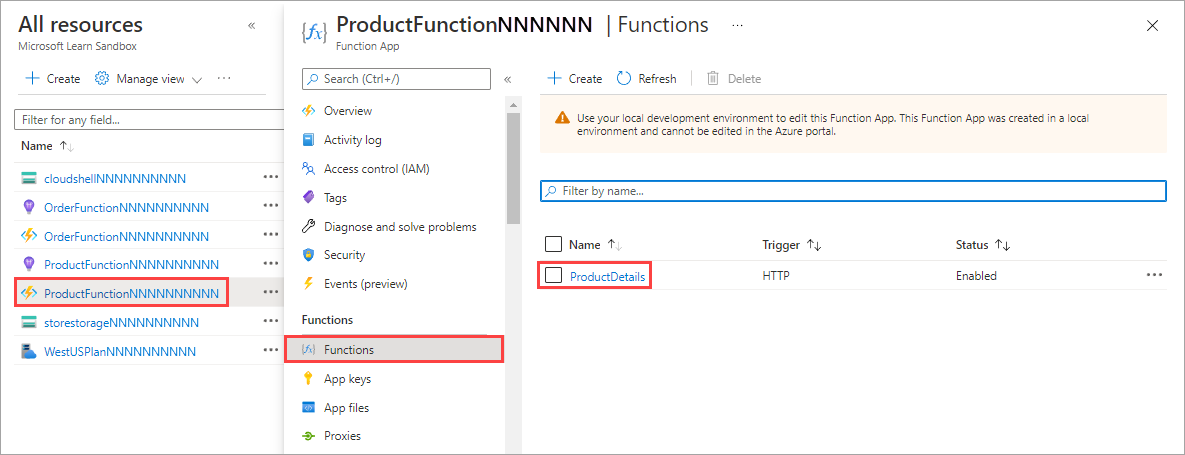 All resources
«
Microsoft Learn Sandbox
Create
Manage view
...
Filter for any field...
Name
cloudshellNNNNNNNNNN
OrderFunctionNNNNNNNNNN
OrderFunctionNNNNNNNNNN
ProductFunctionNNNNNNNNNN
ProductFunctionNNNNNNNNNN
storestorageNNNNNNNNNN
WestUSPlanNNNNNNNNNN
ProductFunctionNNNNNN | Functions
...
Function App
Search (Ctrl+/)
«
Overview
Activity log
Access control (IAM)
Tags
Diagnose and solve problems
Security
Events (preview)
Functions
Functions
App keys
App files
Proxies
Create
Refresh
Delete
Use your local development environment to edit this Function App. This Function App was created in a local
environment and cannot be edited in the Azure portal.
Filter by name...
Name Trigger Status
ProductDetails HTTP Enabled